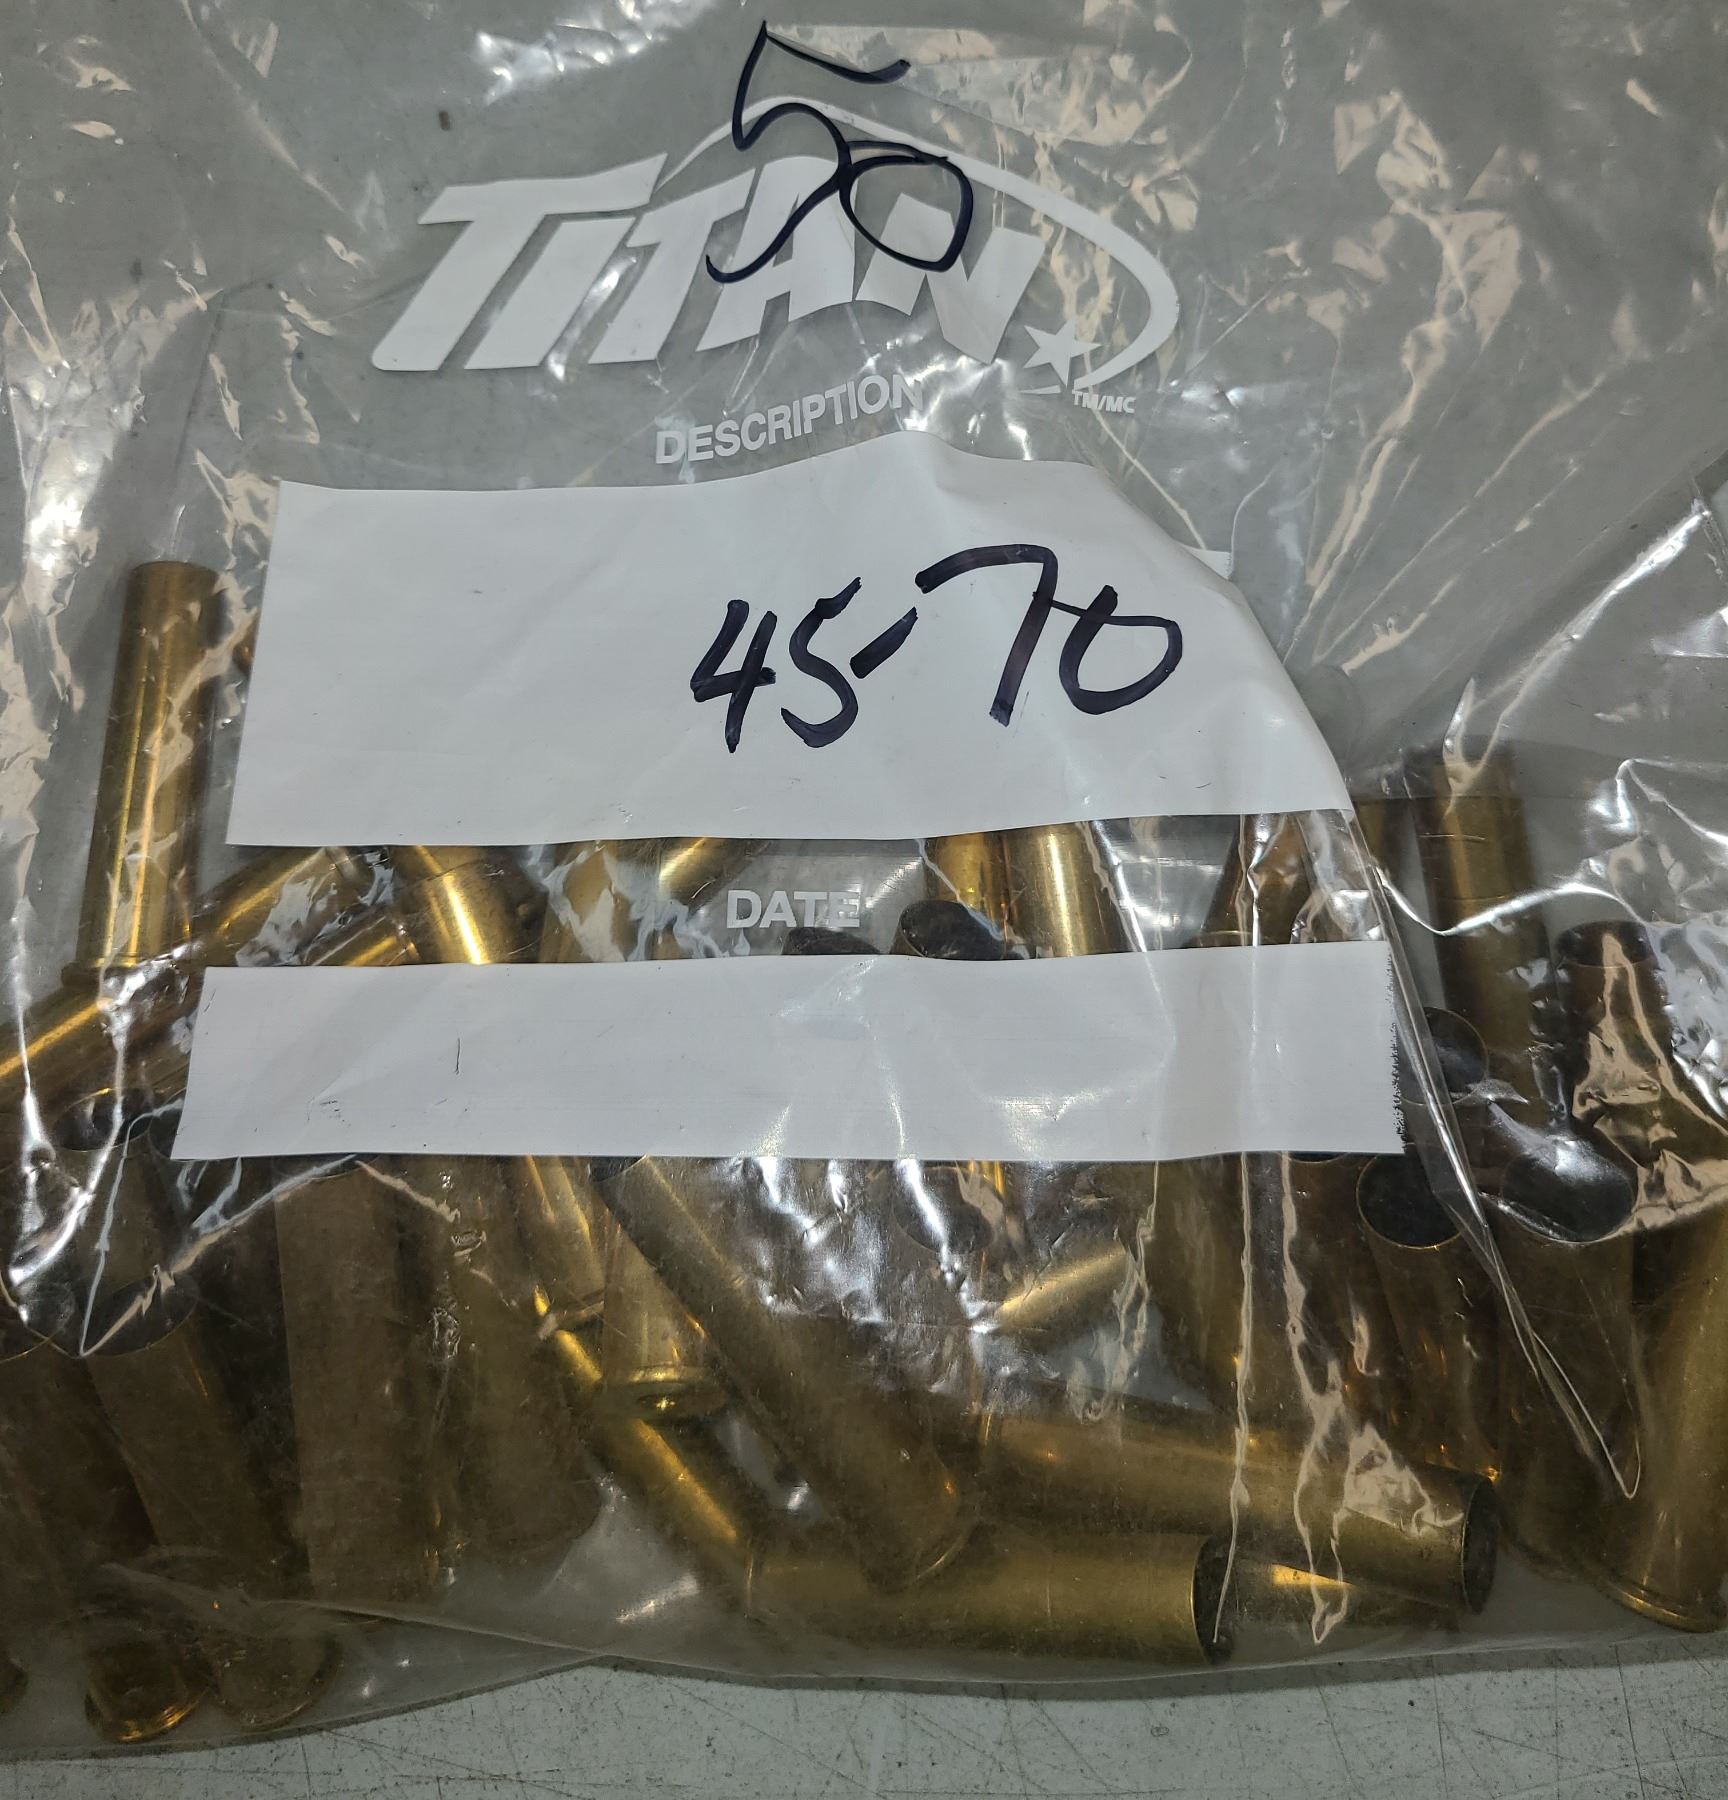 50
TITAN
TM/MC
DESCRIPTION
45-70
DATE